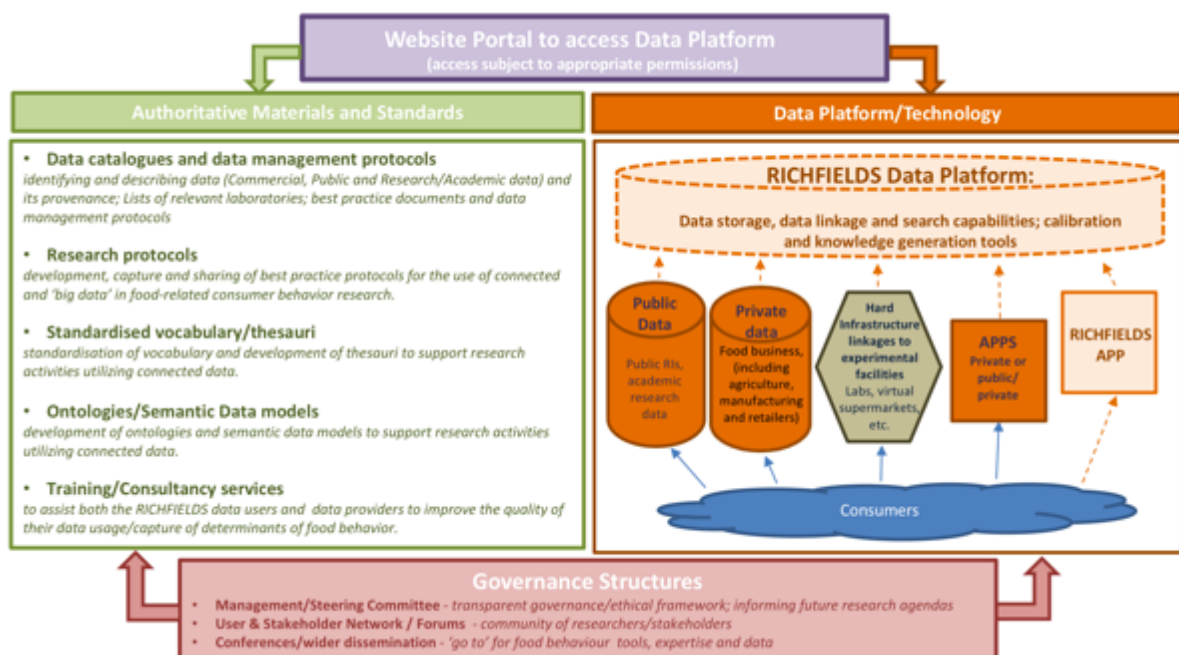 Website Portal to access Data Platform
(access subject to appropriate permissions)
Authoritative Materials and Standards
• Data catalogues and data management protocols
identifying and describing data (Commercial, Public and Research/Academic data) and
its provenance; Lists of relevant laboratories; best practice documents and data
management protocols
• Research protocols
development, capture and sharing of best practice protocols for the use of connected
and 'big data' in food-related consumer behavior research.
• Standardised vocabulary/thesauri
standardisation of vocabulary and development of thesauri to support research
activities utilizing connected data.
• Ontologies/Semantic Data models
development of ontologies and semantic data models to support research activities
utilizing connected data.
• Training/Consultancy services
to assist both the RICHFIELDS data users and data providers to improve the quality of
their data usage/capture of determinants of food behavior.
Data Platform/Technology
RICHFIELDS Data Platform:
Data storage, data linkage and search capabilities; calibration
and knowledge generation tools
Public
Data
Public RIs,
academic
research
data
Private
data
Food business,
(including
agriculture,
manufacturing
and retailers)
Hard
Infrastructure
linkages to
experimental
facilities
Labs, virtual
supermarkets,
etc.
APPS
Private or
public/
private
RICHFIELDS
APP
Consumers
Governance Structures
• Management/Steering Committee - transparent governance/ethical framework; informing future research agendas
• User & Stakeholder Network / Forums - community of researchers/stakeholders
• Conferences/wider dissemination - 'go to' for food behaviour tools, expertise and data